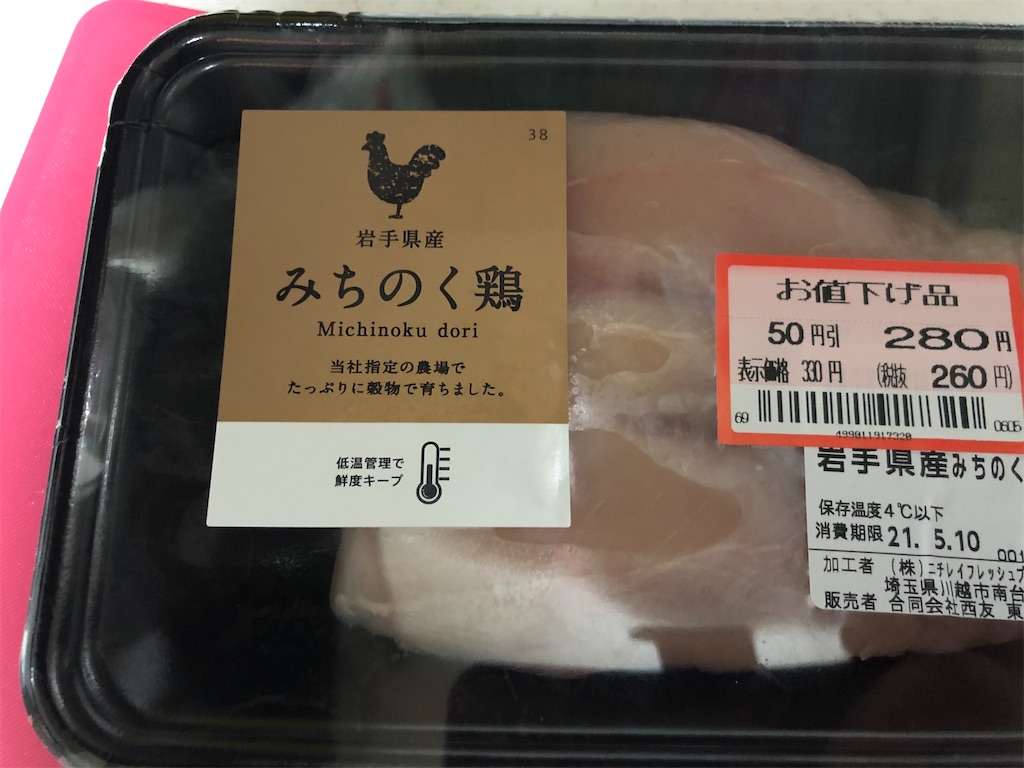 38
岩手県産
みちのく鶏
Michinoku dori
当社指定の農場で
たっぷりに穀物で育ちました。
低温管理で
鮮度キープ
お値下げ品
50円引 280円
表示価格 330円 (税抜 260円)
69 0605
499011917320
岩手県産みちのく
保存温度4℃以下
消費期限 21. 5.10
加工者 (株)ニチレイフレッシュ
埼玉県川越市南台
販売者 合同会社西友 東